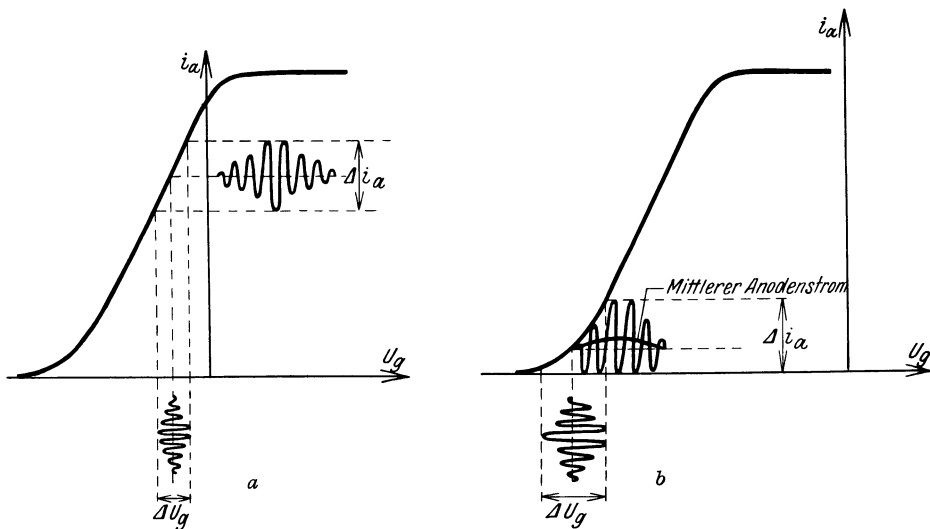 i_a
Δ i_a
U_g
Δ U_g
a
i_a
Mittlerer Anodenstrom
Δ i_a
U_g
Δ U_g
b